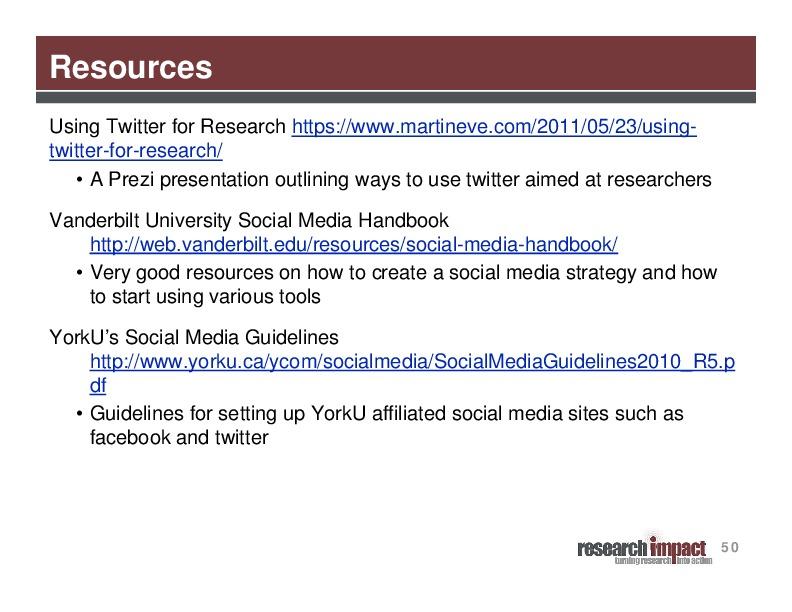 Resources
Using Twitter for Research https://www.martineve.com/2011/05/23/using-
twitter-for-research/
• A Prezi presentation outlining ways to use twitter aimed at researchers
Vanderbilt University Social Media Handbook
http://web.vanderbilt.edu/resources/social-media-handbook/
• Very good resources on how to create a social media strategy and how
to start using various tools
YorkU’s Social Media Guidelines
http://www.yorku.ca/ycom/socialmedia/SocialMediaGuidelines2010_R5.p
df
• Guidelines for setting up YorkU affiliated social media sites such as
facebook and twitter
researchimpact
turning research into action
50